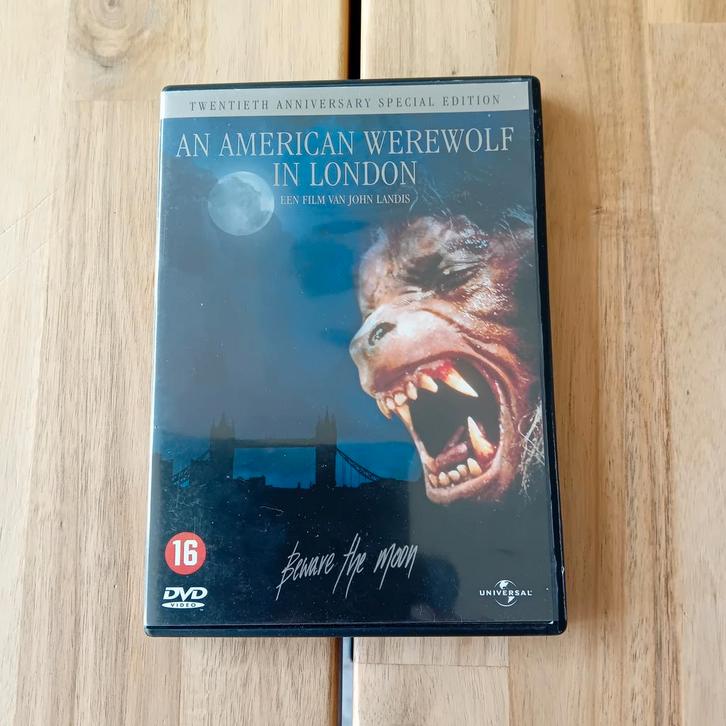 TWENTIETH ANNIVERSARY SPECIAL EDITION
AN AMERICAN WEREWOLF
IN LONDON
EEN FILM VAN JOHN LANDIS
16
Beware the moon
DVD
VIDEO
UNIVERSAL